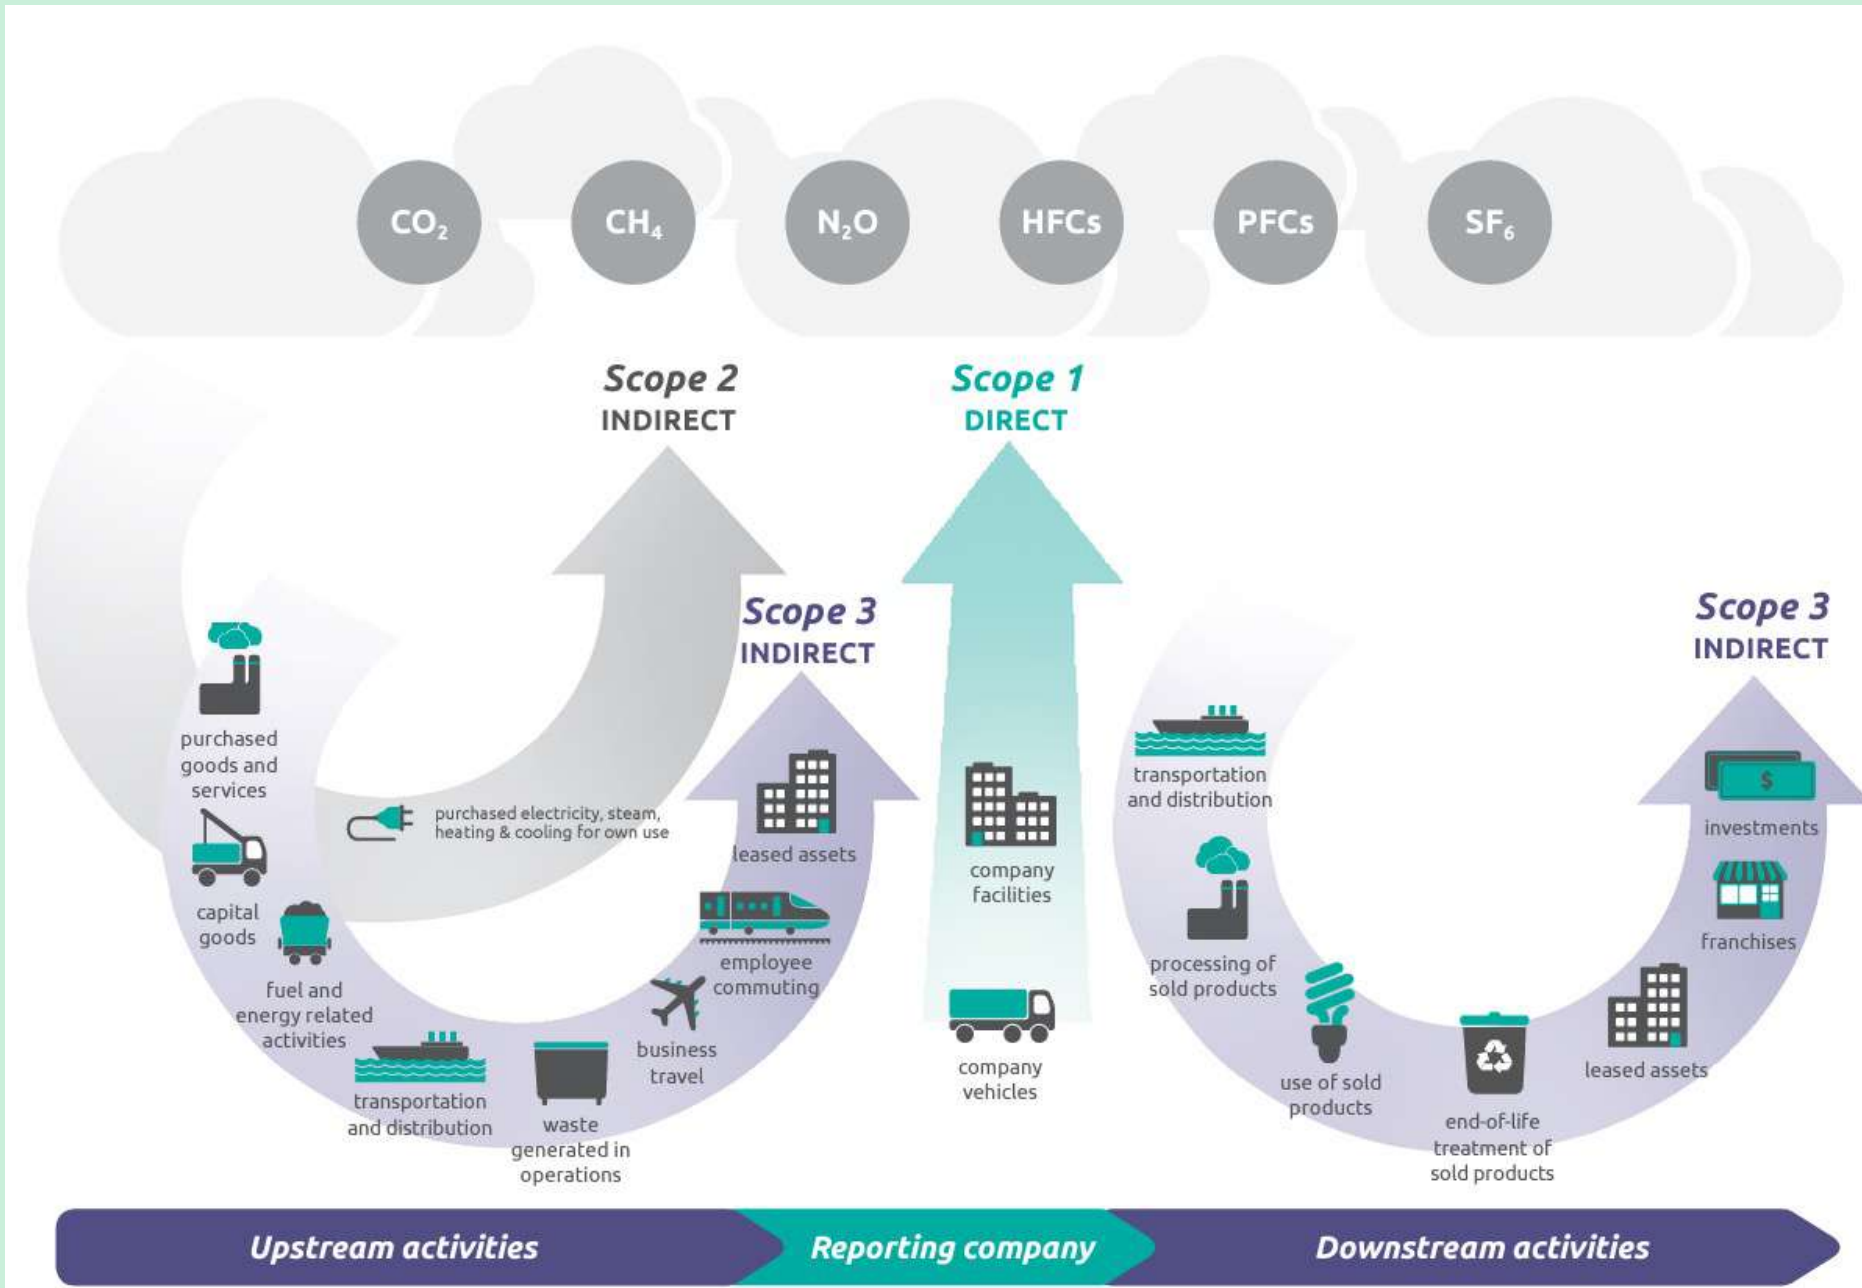 CO₂
CH₄
N₂O
HFCs
PFCs
SF₆
Scope 2
INDIRECT
Scope 1
DIRECT
Scope 3
INDIRECT
Scope 3
INDIRECT
purchased
goods and
services
capital
goods
fuel and
energy related
activities
transportation
and distribution
waste
generated in
operations
business
travel
employee
commuting
leased assets
purchased electricity, steam,
heating & cooling for own use
company
facilities
company
vehicles
transportation
and distribution
processing of
sold products
use of sold
products
end-of-life
treatment of
sold products
leased assets
franchises
$
investments
Upstream activities
Reporting company
Downstream activities